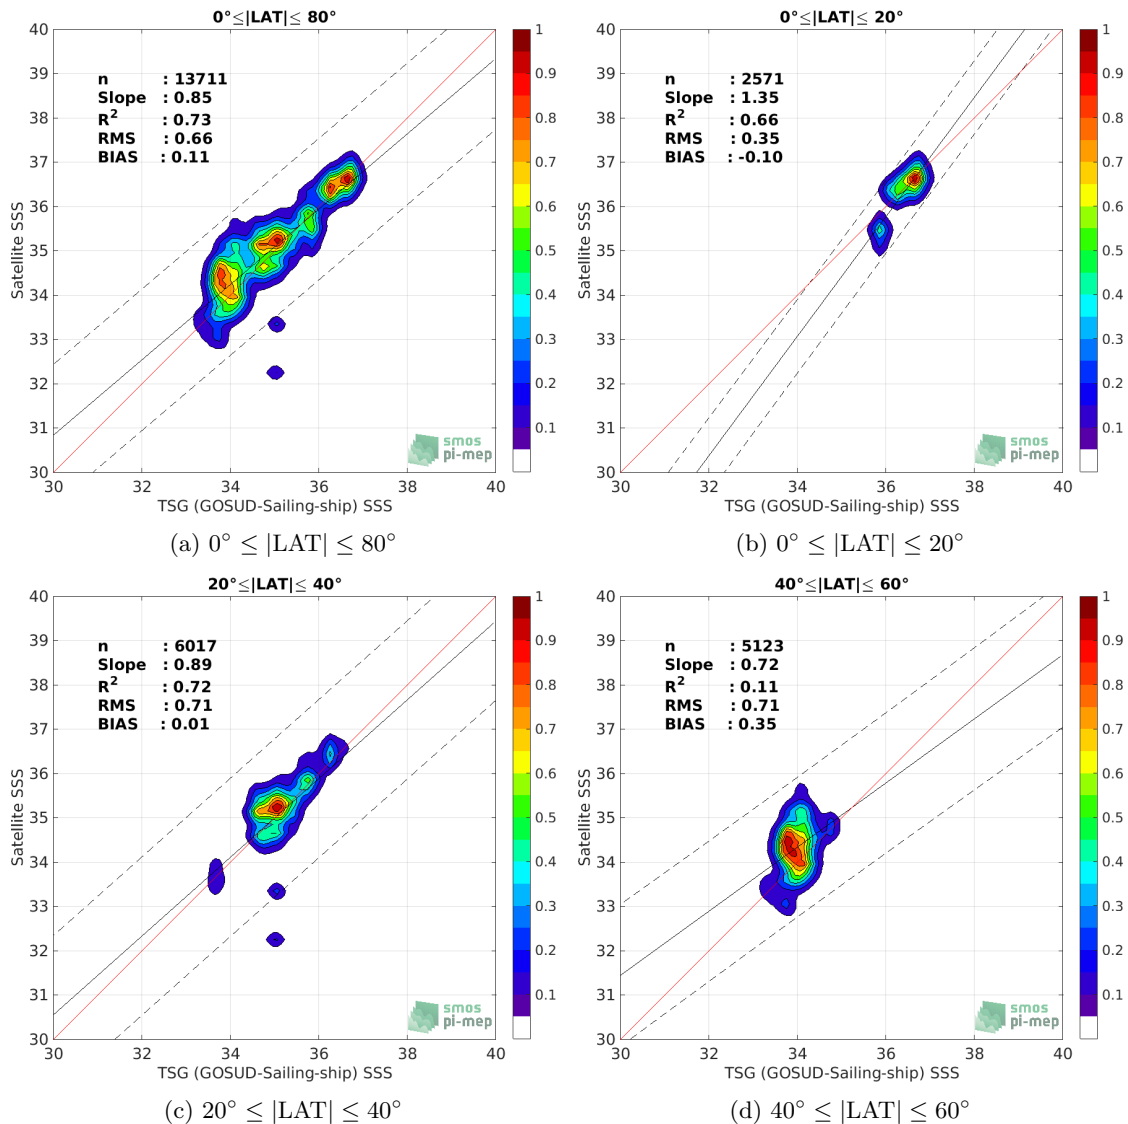 0°≤|LAT|≤ 80°
n : 13711
Slope : 0.85
R² : 0.73
RMS : 0.66
BIAS : 0.11
40
39
38
37
36
35
34
33
32
31
30
Satellite SSS
30 32 34 36 38 40
TSG (GOSUD-Sailing-ship) SSS
1
0.9
0.8
0.7
0.6
0.5
0.4
0.3
0.2
0.1
smos
pi-mep
(a) 0° ≤ |LAT| ≤ 80°
0°≤|LAT|≤ 20°
n : 2571
Slope : 1.35
R² : 0.66
RMS : 0.35
BIAS : -0.10
40
39
38
37
36
35
34
33
32
31
30
Satellite SSS
30 32 34 36 38 40
TSG (GOSUD-Sailing-ship) SSS
1
0.9
0.8
0.7
0.6
0.5
0.4
0.3
0.2
0.1
smos
pi-mep
(b) 0° ≤ |LAT| ≤ 20°
20°≤|LAT|≤ 40°
n : 6017
Slope : 0.89
R² : 0.72
RMS : 0.71
BIAS : 0.01
40
39
38
37
36
35
34
33
32
31
30
Satellite SSS
30 32 34 36 38 40
TSG (GOSUD-Sailing-ship) SSS
1
0.9
0.8
0.7
0.6
0.5
0.4
0.3
0.2
0.1
smos
pi-mep
(c) 20° ≤ |LAT| ≤ 40°
40°≤|LAT|≤ 60°
n : 5123
Slope : 0.72
R² : 0.11
RMS : 0.71
BIAS : 0.35
40
39
38
37
36
35
34
33
32
31
30
Satellite SSS
30 32 34 36 38 40
TSG (GOSUD-Sailing-ship) SSS
1
0.9
0.8
0.7
0.6
0.5
0.4
0.3
0.2
0.1
smos
pi-mep
(d) 40° ≤ |LAT| ≤ 60°